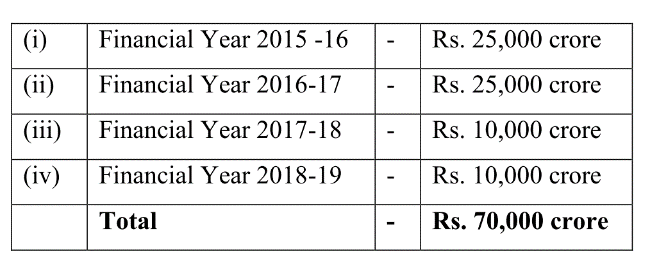 (i) Financial Year 2015 -16 - Rs. 25,000 crore
(ii) Financial Year 2016-17 - Rs. 25,000 crore
(iii) Financial Year 2017-18 - Rs. 10,000 crore
(iv) Financial Year 2018-19 - Rs. 10,000 crore
Total - Rs. 70,000 crore